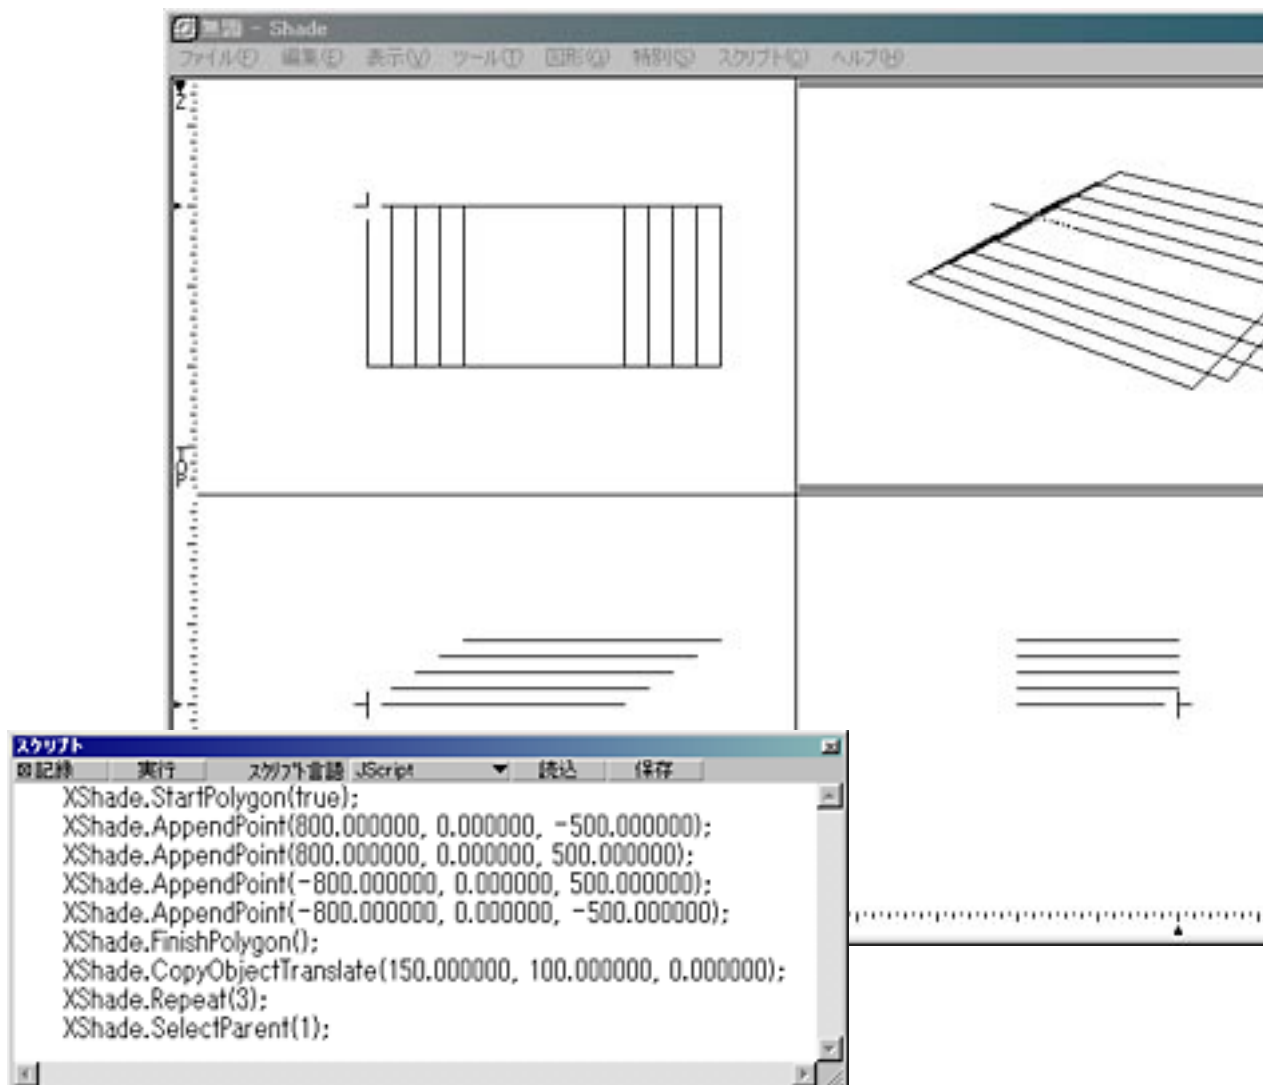 無題 - Shade
ファイル(F) 編集(E) 表示(V) ツール(T) 図形(G) 特別(S) スクリプト(C) ヘルプ(H)
Z
TOP
スクリプト
記録 実行 スクリプト言語 JScript 読込 保存
XShade.StartPolygon(true);
XShade.AppendPoint(800.000000, 0.000000, -500.000000);
XShade.AppendPoint(800.000000, 0.000000, 500.000000);
XShade.AppendPoint(-800.000000, 0.000000, 500.000000);
XShade.AppendPoint(-800.000000, 0.000000, -500.000000);
XShade.FinishPolygon();
XShade.CopyObjectTranslate(150.000000, 100.000000, 0.000000);
XShade.Repeat(3);
XShade.SelectParent(1);